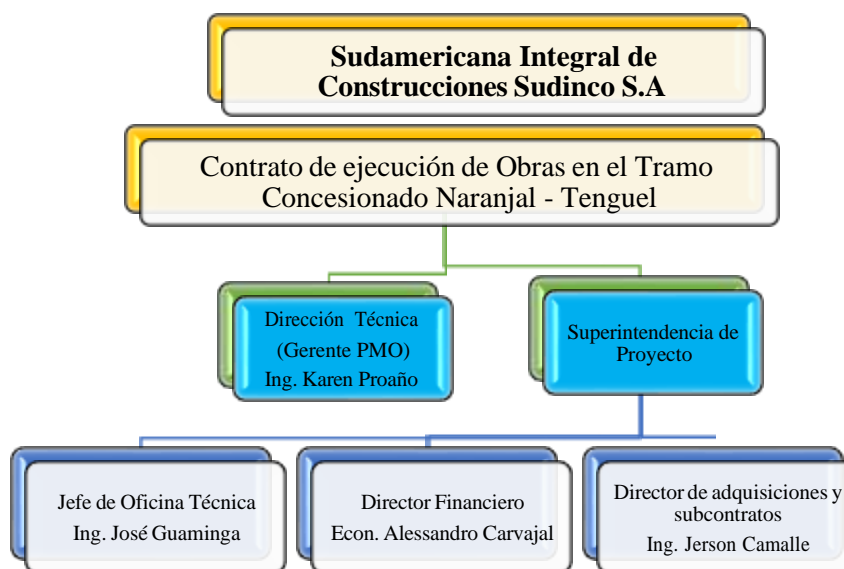 Sudamericana Integral de
Construcciones Sudinco S.A
Contrato de ejecución de Obras en el Tramo
Concesionado Naranjal - Tenguel
Dirección Técnica
(Gerente PMO)
Ing. Karen Proaño
Superintendencia de
Proyecto
Jefe de Oficina Técnica
Ing. José Guaminga
Director Financiero
Econ. Alessandro Carvajal
Director de adquisiciones y
subcontratos
Ing. Jerson Camalle